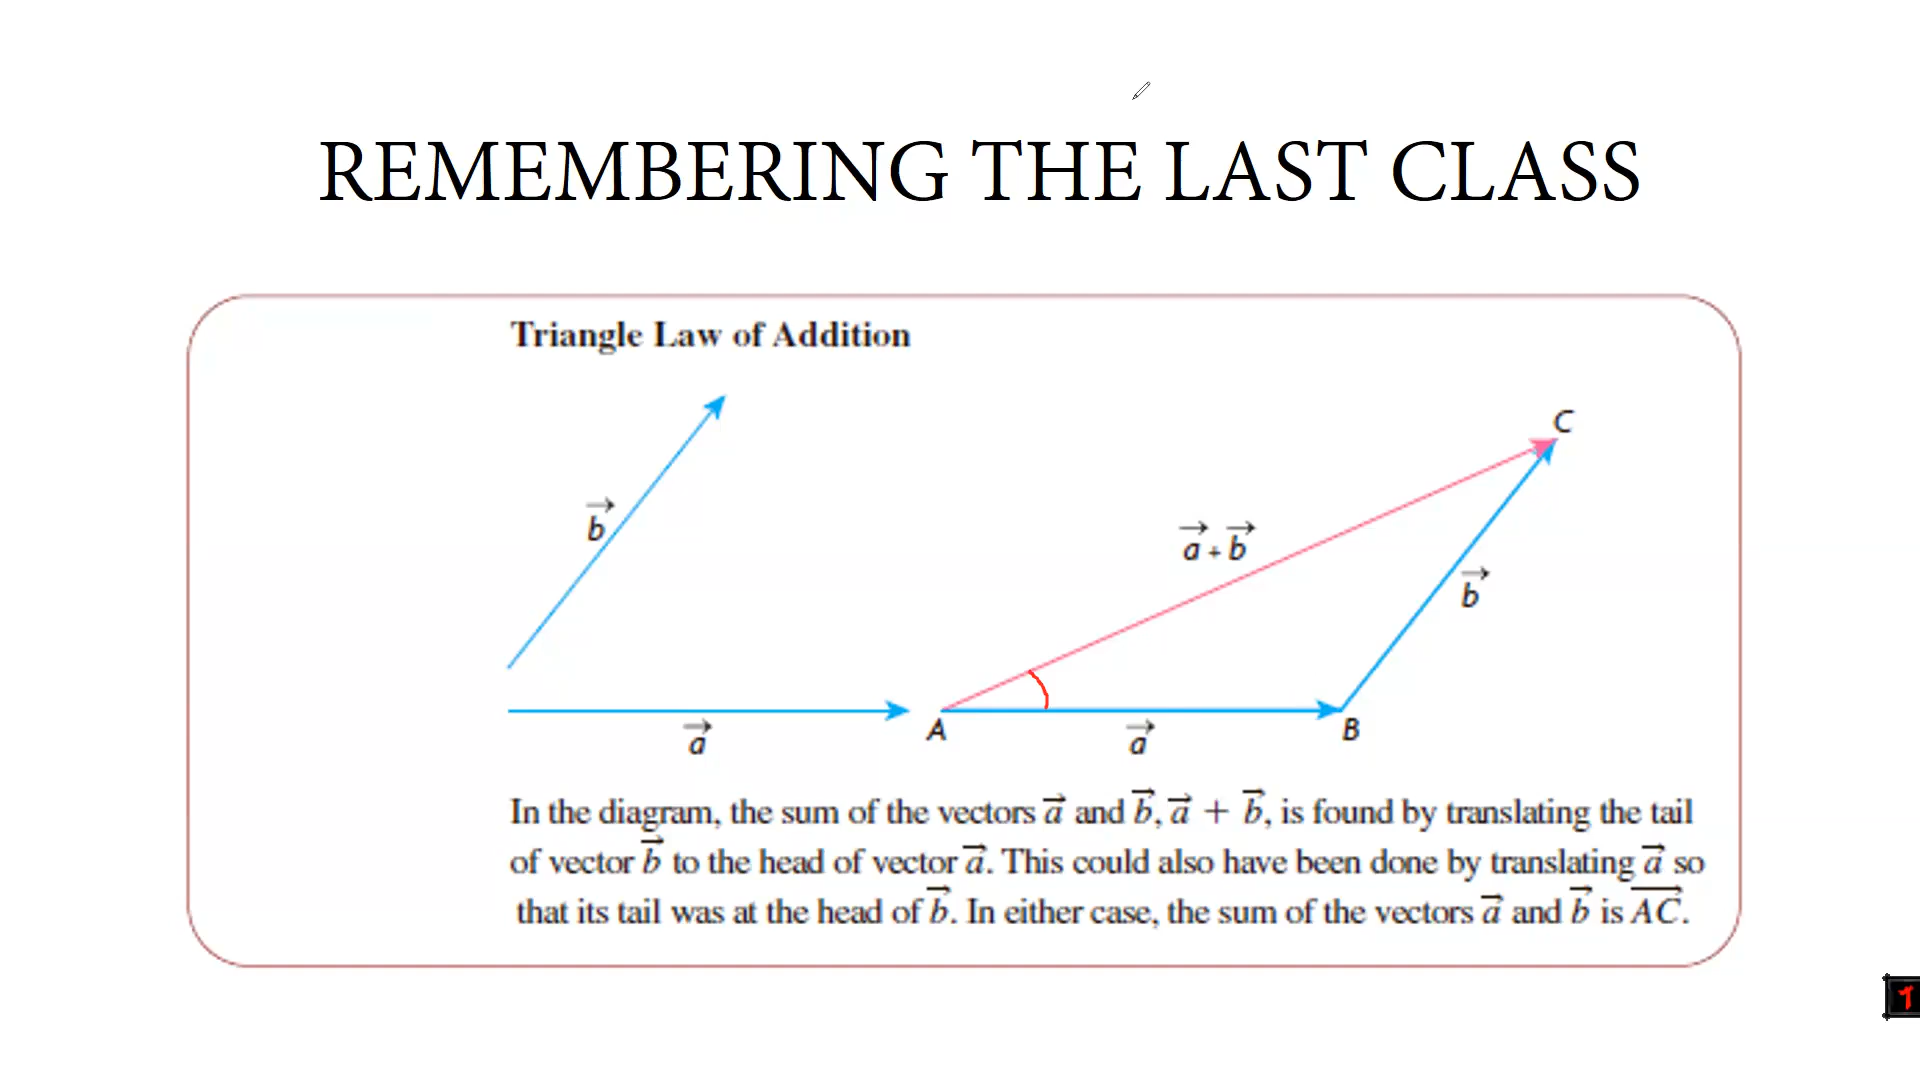 REMEMBERING THE LAST CLASS
Triangle Law of Addition
b⃗
a⃗
a⃗ + b⃗
C
b⃗
A
a⃗
B
In the diagram, the sum of the vectors a⃗ and b⃗, a⃗ + b⃗, is found by translating the tail
of vector b⃗ to the head of vector a⃗. This could also have been done by translating a⃗ so
that its tail was at the head of b⃗. In either case, the sum of the vectors a⃗ and b⃗ is A͞C⃗.
1